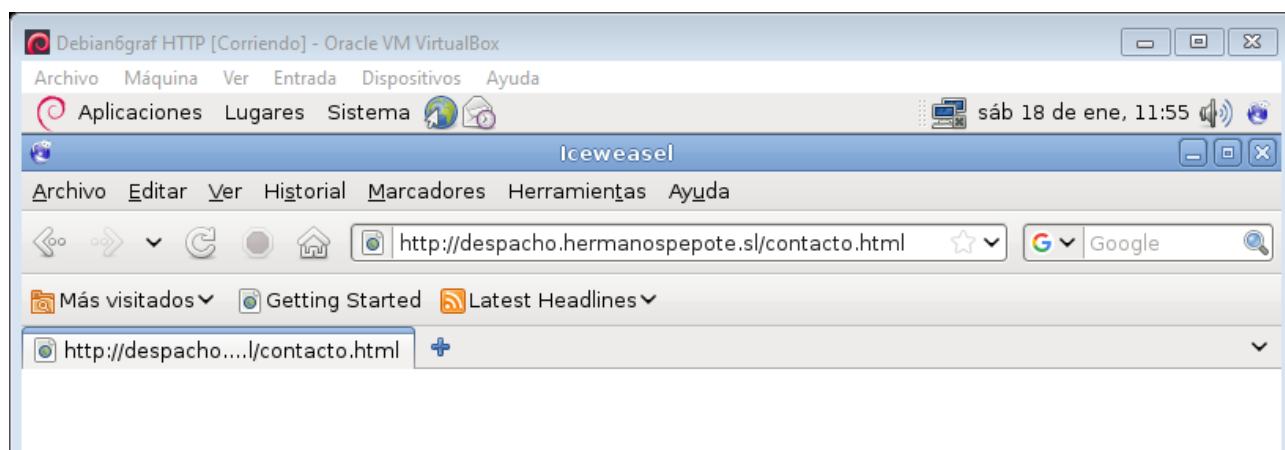 Debian6graf HTTP [Corriendo] - Oracle VM VirtualBox
Archivo Máquina Ver Entrada Dispositivos Ayuda
Aplicaciones Lugares Sistema sáb 18 de ene, 11:55
Iceweasel
Archivo Editar Ver Historial Marcadores Herramientas Ayuda
http://despacho.hermanospepote.sl/contacto.html G Google
Más visitados Getting Started Latest Headlines
http://despacho....l/contacto.html